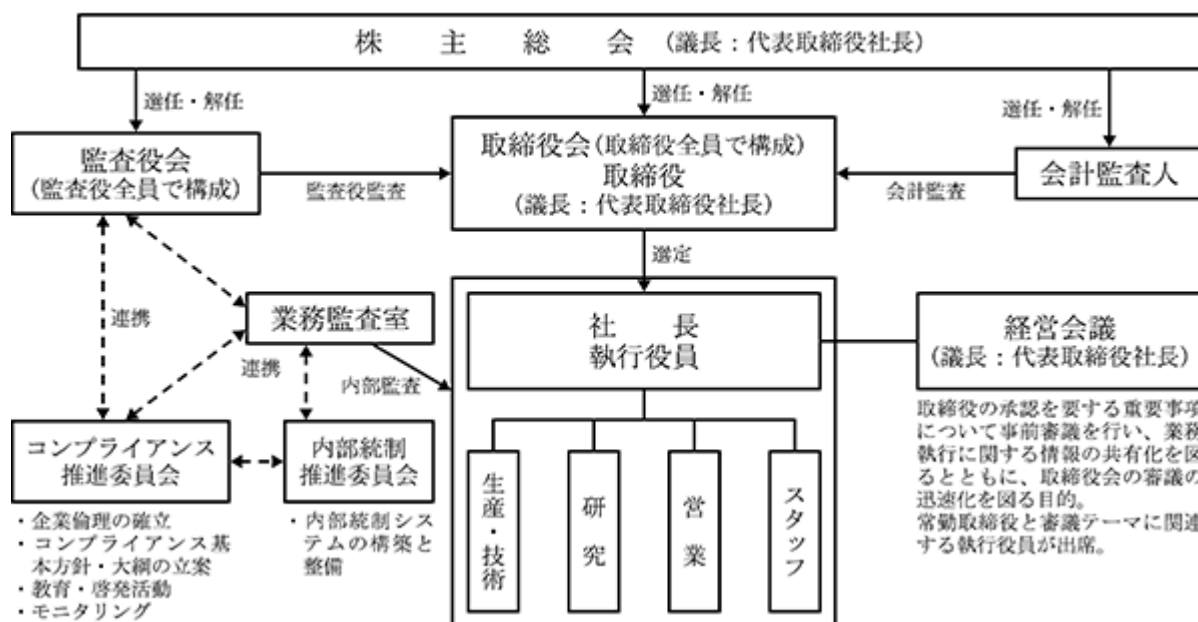 株 主 総 会 (議長：代表取締役社長)
選任・解任
選任・解任
選任・解任
監査役会
(監査役全員で構成)
監査役監査
取締役会(取締役全員で構成)
取締役
(議長：代表取締役社長)
会計監査
会計監査人
選定
連携
業務監査室
連携
内部監査
社 長
執行役員
経営会議
(議長：代表取締役社長)
取締役の承認を要する重要事項
について事前審議を行い、業務
執行に関する情報の共有化を図
るとともに、取締役会の審議の
迅速化を図る目的。
常勤取締役と審議テーマに関連
する執行役員が出席。
コンプライアンス
推進委員会
・企業倫理の確立
・コンプライアンス基
本方針・大綱の立案
・教育・啓発活動
・モニタリング
内部統制
推進委員会
・内部統制シス
テムの構築と
整備
生産・技術
研究
営業
スタッフ